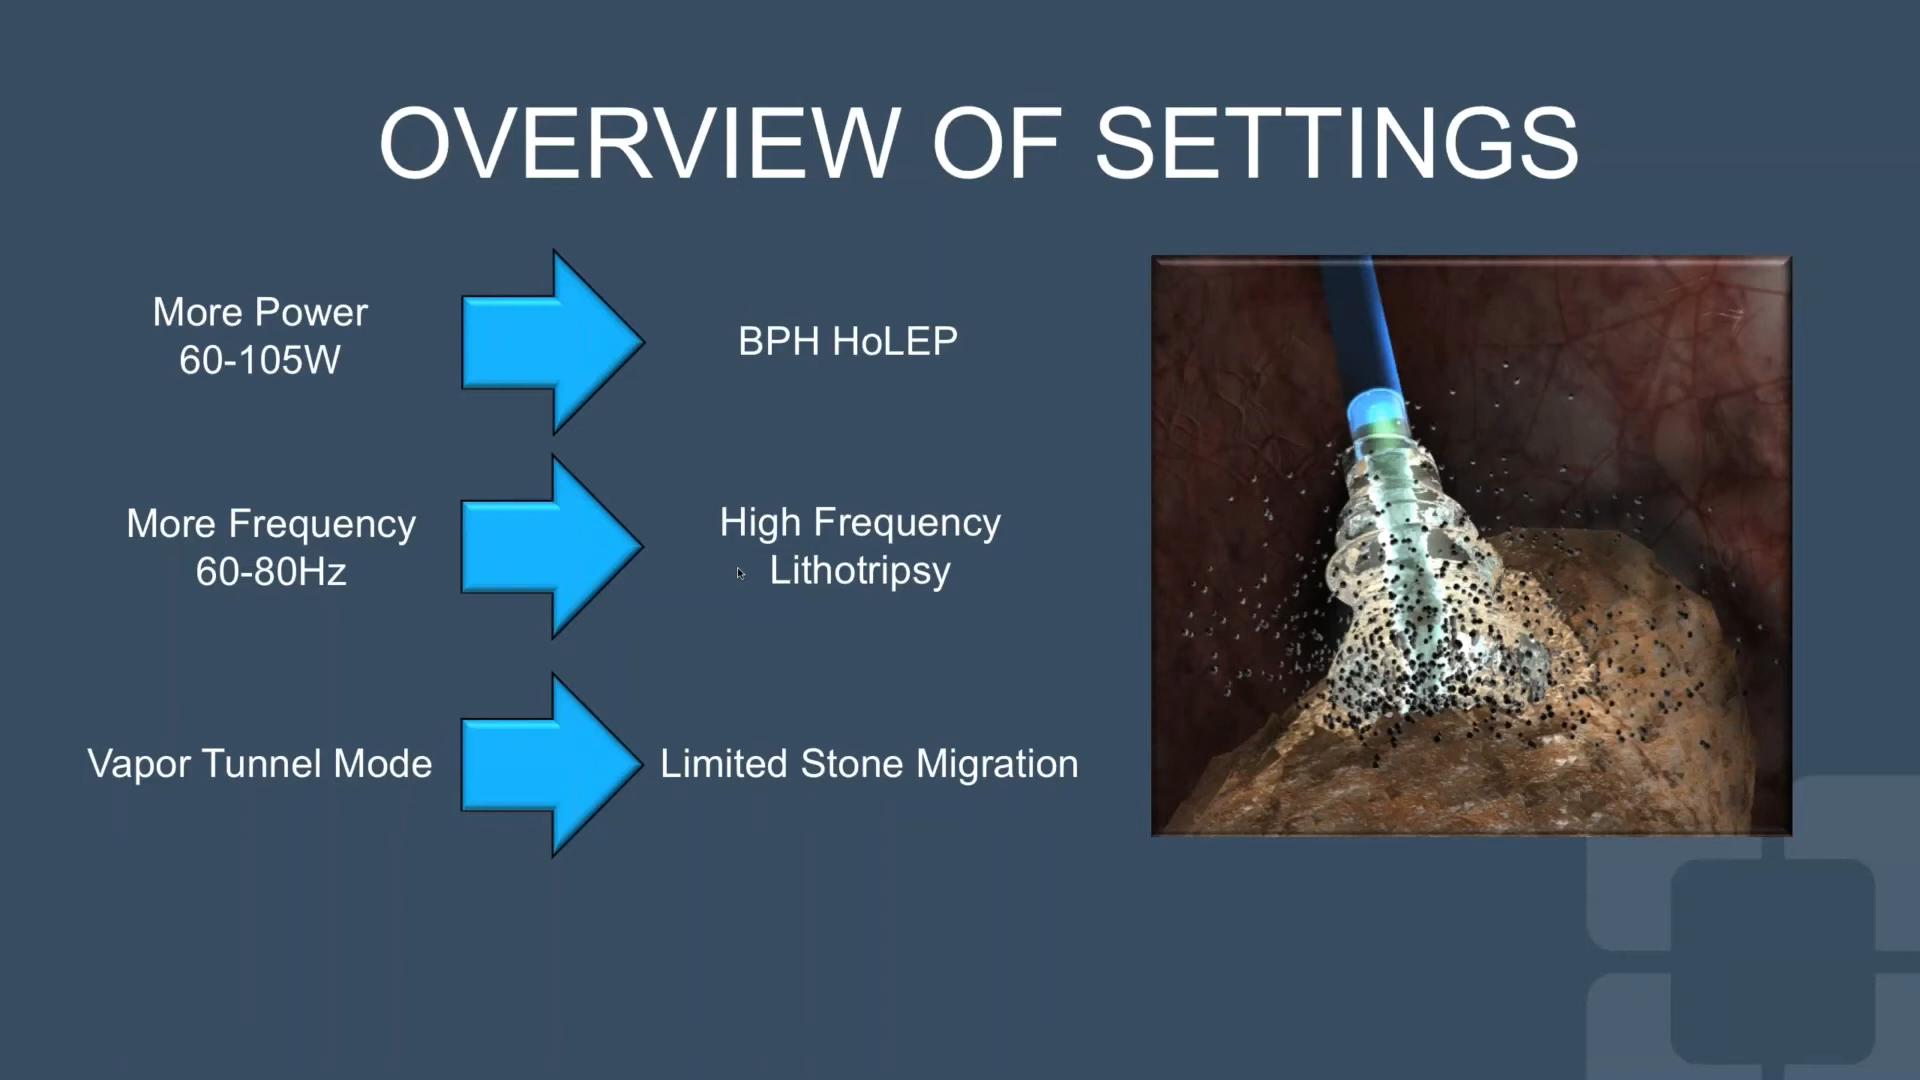 OVERVIEW OF SETTINGS
More Power
60-105W
BPH HoLEP
More Frequency
60-80Hz
High Frequency
Lithotripsy
Vapor Tunnel Mode
Limited Stone Migration